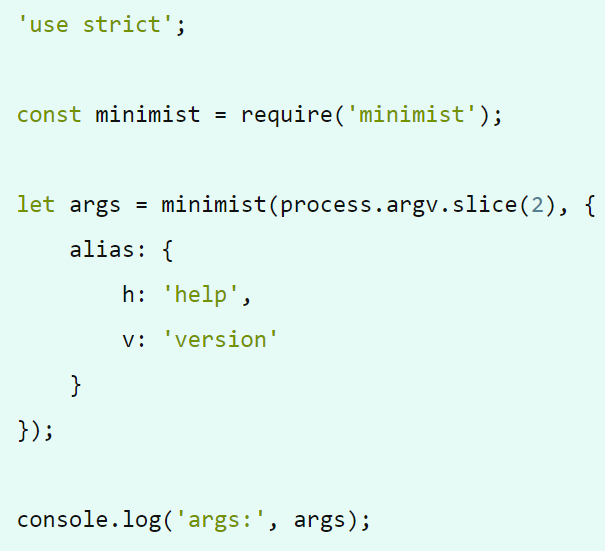 'use strict';
const minimist = require('minimist');
let args = minimist(process.argv.slice(2), {
    alias: {
        h: 'help',
        v: 'version'
    }
});
console.log('args:', args);